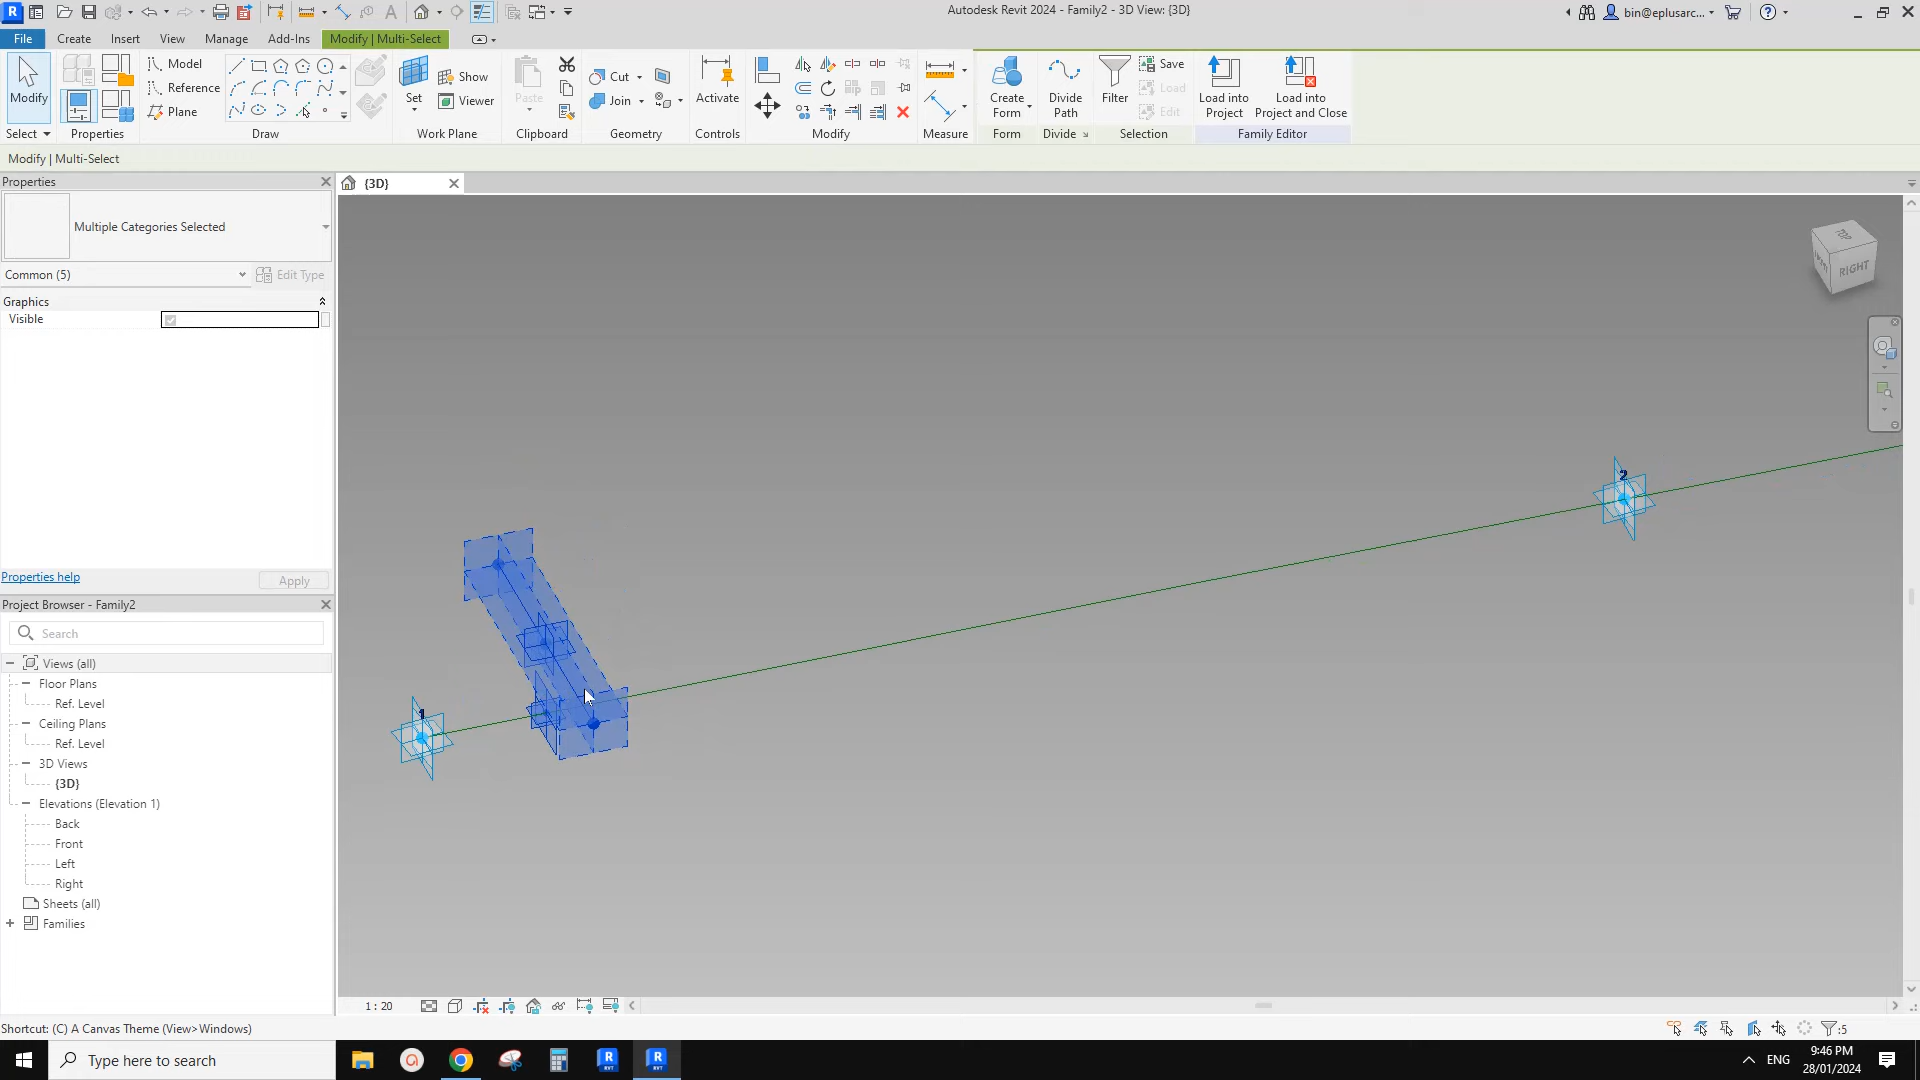 Autodesk Revit 2024 - Family2 - 3D View: {3D}
bin@eplusarc...
File
Create
Insert
View
Manage
Add-Ins
Modify | Multi-Select
Modify
Select
Properties
Model
Reference
Plane
Draw
Set
Show
Viewer
Work Plane
Paste
Clipboard
Cut
Join
Geometry
Activate
Controls
Modify
Measure
Create
Form
Form
Divide
Path
Divide
Filter
Save
Load
Edit
Selection
Load into
Project
Load into
Project and Close
Family Editor
Modify | Multi-Select
Properties
{3D}
Multiple Categories Selected
Common (5)
Edit Type
Graphics
Visible
Properties help
Apply
Project Browser - Family2
Search
Views (all)
Floor Plans
Ref. Level
Ceiling Plans
Ref. Level
3D Views
{3D}
Elevations (Elevation 1)
Back
Front
Left
Right
Sheets (all)
Families
TOP
RIGHT
1
2
1 : 20
Shortcut: (C) A Canvas Theme (View>Windows)
:5
Type here to search
ENG
9:46 PM
28/01/2024